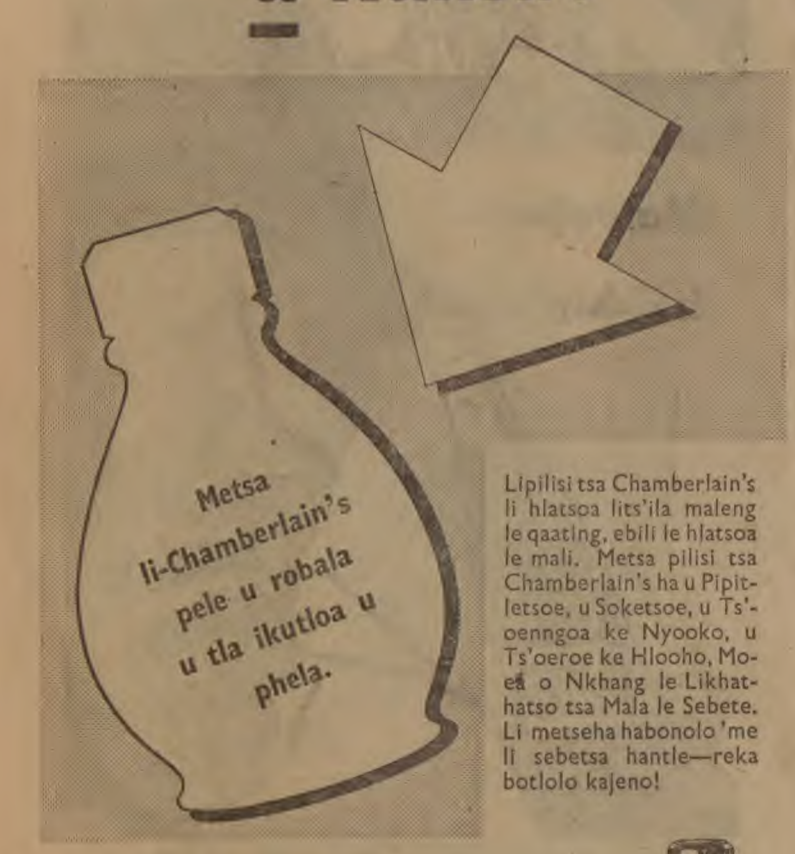 Metsa
li-Chamberlain's
pele u robala
u tla ikutloa u
phela.
Lipilisi tsa Chamberlain's
li hlatsoa lits'ila maleng
le qaating, ebili le hlatsoa
le mali. Metsa pilisi tsa
Chamberlain's ha u Pipit-
letsoe, u Soketsoe, u Ts'-
oenngoa ke Nyooko, u
Ts'oeroe ke Hlooho, Mo-
ea o Nkhang le Likhat-
hatso tsa Mala le Sebete.
Li metseha habonolo 'me
li sebetsa hantle—reka
botlolo kajeno!